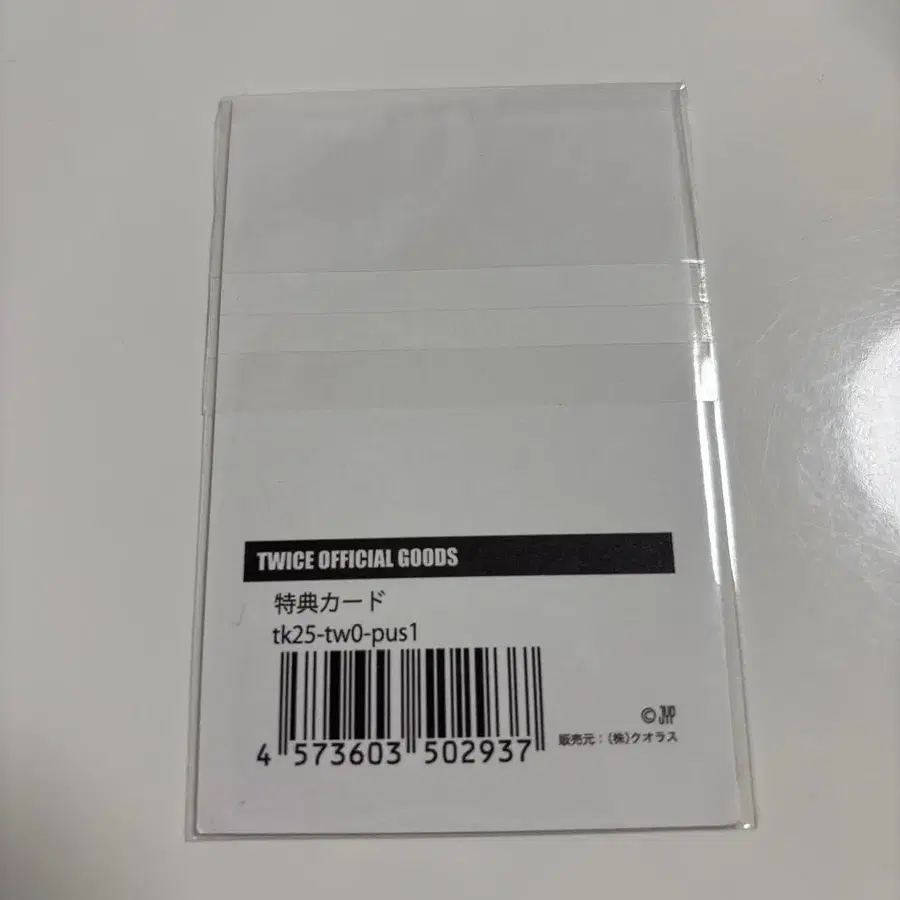 TWICE OFFICIAL GOODS
特典カード
tk25-tw0-pus1
4 573603 502937
© JYP
販売元：(株)クオラス